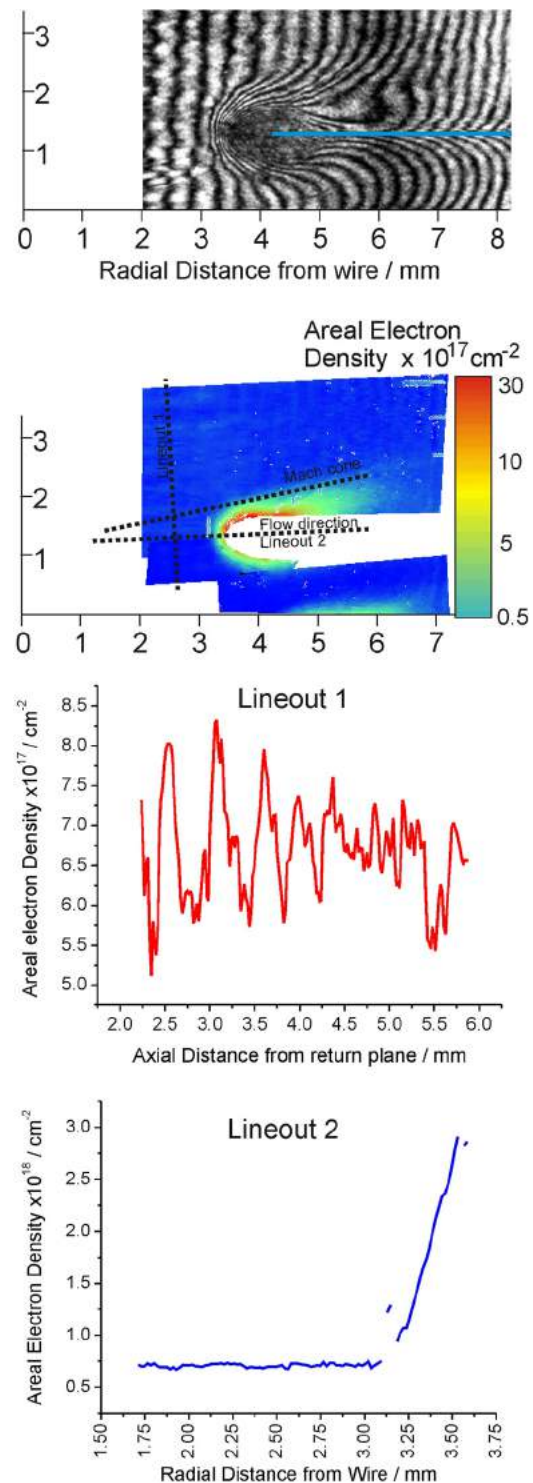 3
2
1
0 1 2 3 4 5 6 7 8
Radial Distance from wire / mm
Areal Electron
Density x 10¹⁷cm⁻²
30
10
5
0.5
3
2
1
Lineout 1
Mach cone
Flow direction
Lineout 2
0 1 2 3 4 5 6 7
Lineout 1
Areal electron Density x10¹⁷ / cm⁻²
8.5
8.0
7.5
7.0
6.5
6.0
5.5
5.0
2.0 2.5 3.0 3.5 4.0 4.5 5.0 5.5 6.0
Axial Distance from return plane / mm
Lineout 2
Areal Electron Density x10¹⁸ / cm⁻²
3.0
2.5
2.0
1.5
1.0
0.5
1.50 1.75 2.00 2.25 2.50 2.75 3.00 3.25 3.50 3.75
Radial Distance from Wire / mm